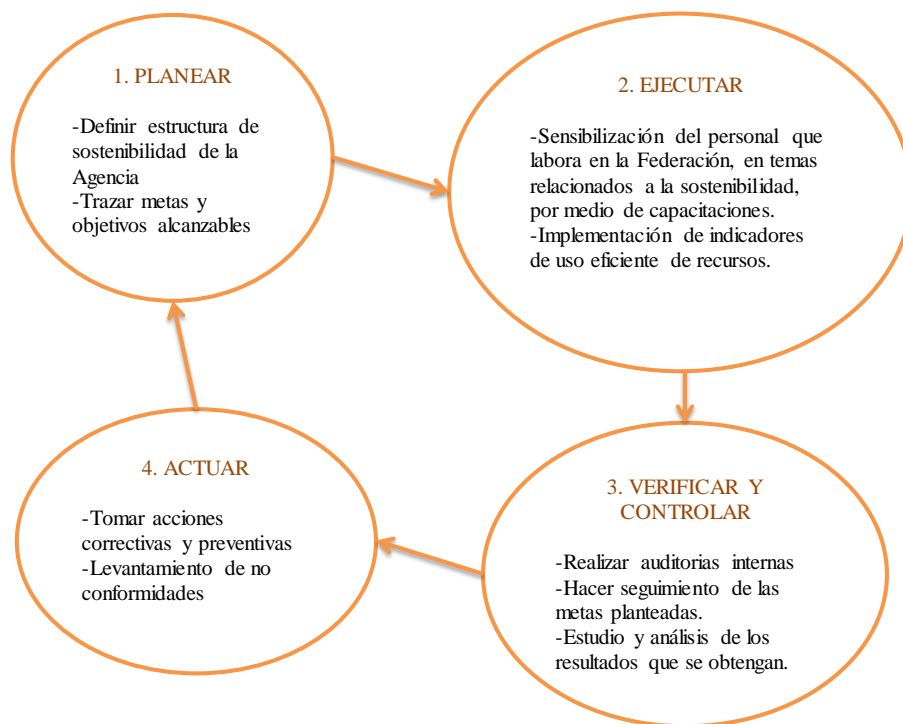 1. PLANEAR
-Definir estructura de
sostenibilidad de la
Agencia
-Trazar metas y
objetivos alcanzables
2. EJECUTAR
-Sensibilización del personal que
labora en la Federación, en temas
relacionados a la sostenibilidad,
por medio de capacitaciones.
-Implementación de indicadores
de uso eficiente de recursos.
3. VERIFICAR Y
CONTROLAR
-Realizar auditorias internas
-Hacer seguimiento de las
metas planteadas.
-Estudio y análisis de los
resultados que se obtengan.
4. ACTUAR
-Tomar acciones
correctivas y preventivas
-Levantamiento de no
conformidades